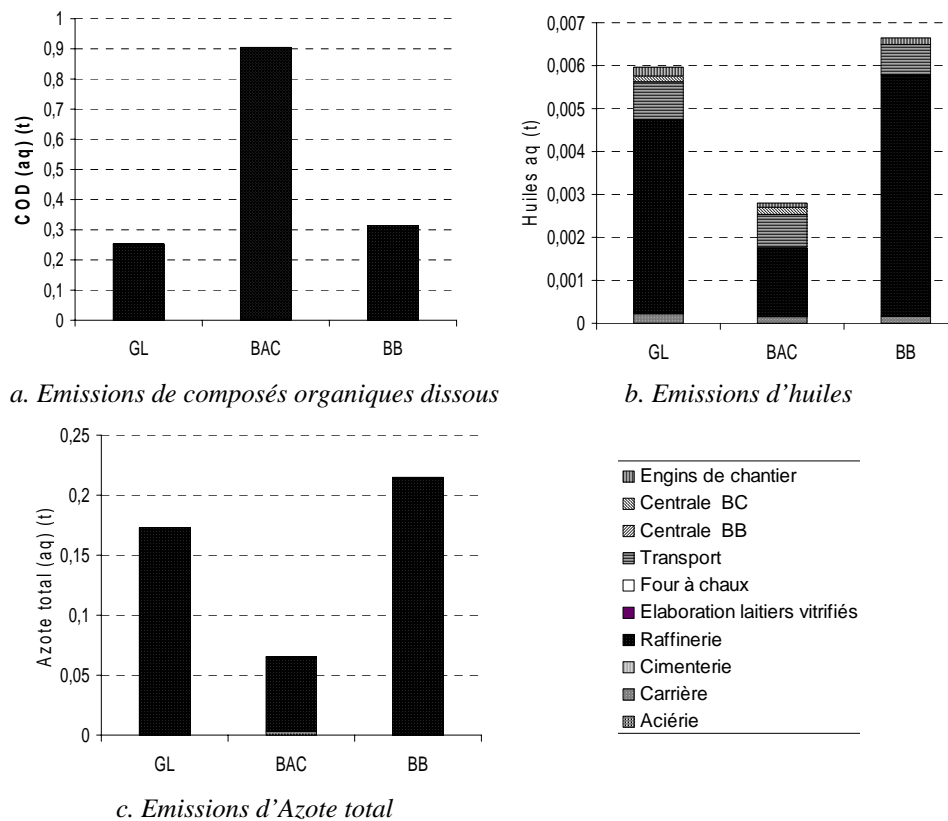 COD (aq) (t)
1
0,9
0,8
0,7
0,6
0,5
0,4
0,3
0,2
0,1
0
GL BAC BB
a. Emissions de composés organiques dissous
Huiles aq (t)
0,007
0,006
0,005
0,004
0,003
0,002
0,001
0
GL BAC BB
b. Emissions d'huiles
Azote total (aq) (t)
0,25
0,2
0,15
0,1
0,05
0
GL BAC BB
c. Emissions d'Azote total
Engins de chantier
Centrale BC
Centrale BB
Transport
Four à chaux
Elaboration laitiers vitrifiés
Raffinerie
Cimenterie
Carrière
Aciérie